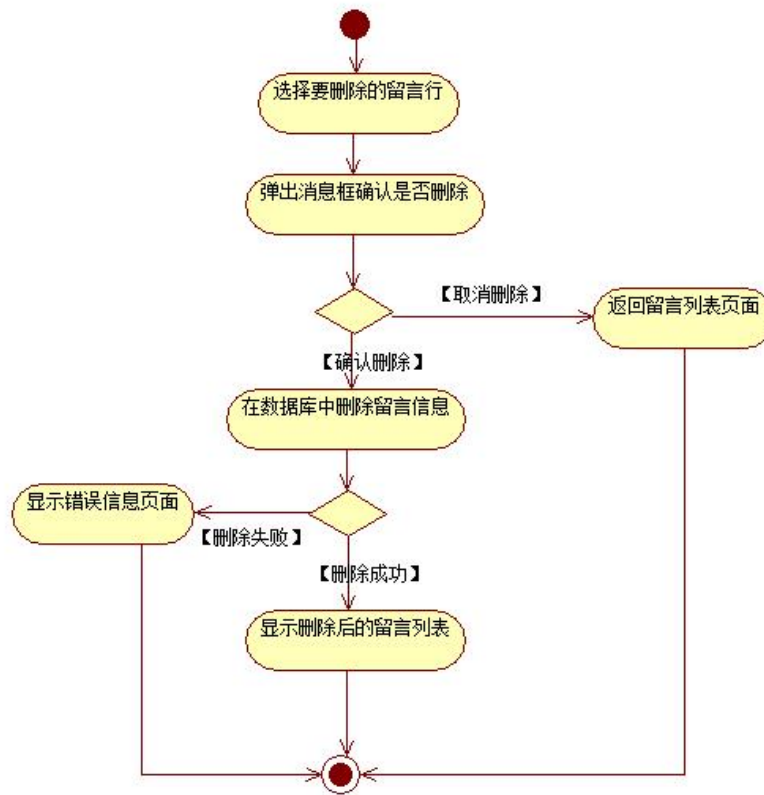 选择要删除的留言行
弹出消息框确认是否删除
【取消删除】
返回留言列表页面
【确认删除】
在数据库中删除留言信息
显示错误信息页面
【删除失败】
【删除成功】
显示删除后的留言列表